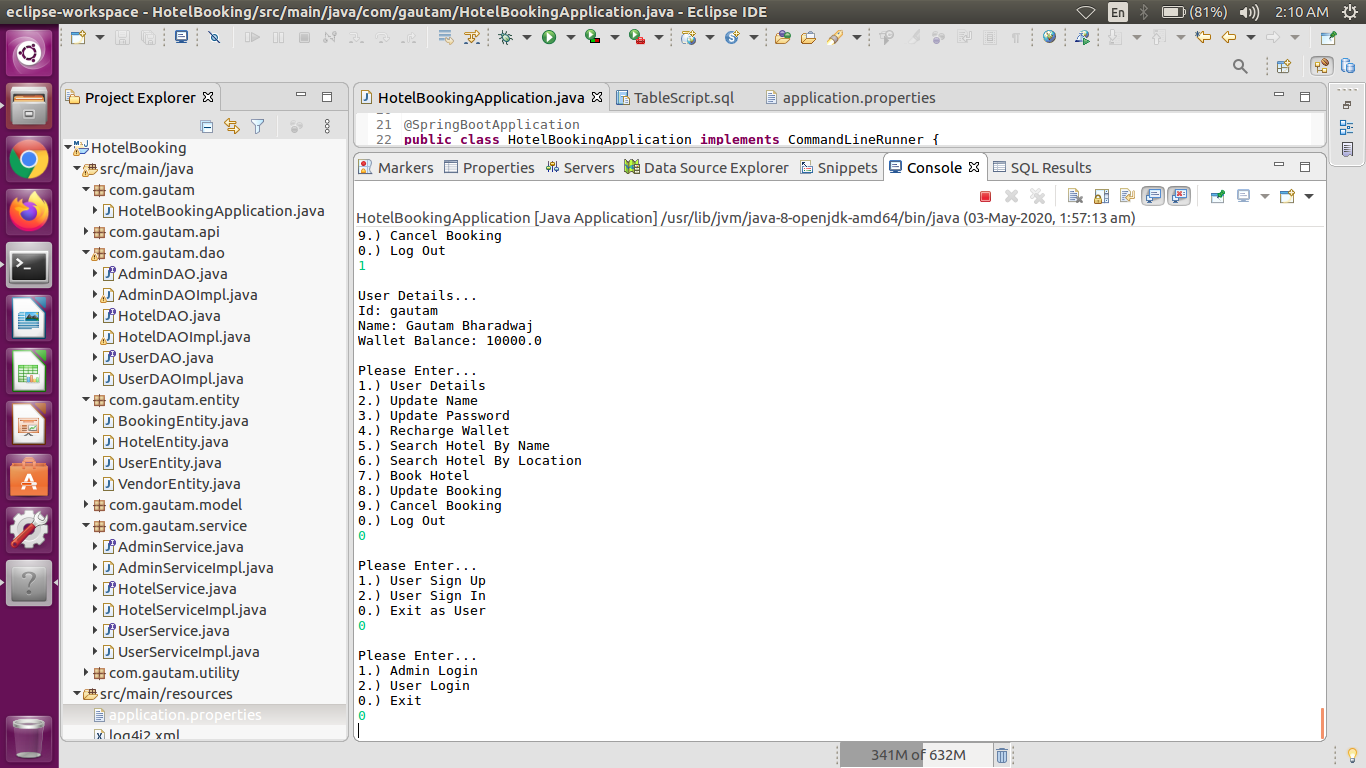 eclipse-workspace - HotelBooking/src/main/java/com/gautam/HotelBookingApplication.java - Eclipse IDE
En
(81%)
2:10 AM
Project Explorer
HotelBooking
src/main/java
com.gautam
HotelBookingApplication.java
com.gautam.api
com.gautam.dao
AdminDAO.java
AdminDAOImpl.java
HotelDAO.java
HotelDAOImpl.java
UserDAO.java
UserDAOImpl.java
com.gautam.entity
BookingEntity.java
HotelEntity.java
UserEntity.java
VendorEntity.java
com.gautam.model
com.gautam.service
AdminService.java
AdminServiceImpl.java
HotelService.java
HotelServiceImpl.java
UserService.java
UserServiceImpl.java
com.gautam.utility
src/main/resources
application.properties
log4j2.xml
HotelBookingApplication.java
TableScript.sql
application.properties
21 @SpringBootApplication
22 public class HotelBookingApplication implements CommandLineRunner {
Markers
Properties
Servers
Data Source Explorer
Snippets
Console
SQL Results
HotelBookingApplication [Java Application] /usr/lib/jvm/java-8-openjdk-amd64/bin/java (03-May-2020, 1:57:13 am)
9.) Cancel Booking
0.) Log Out
1
User Details...
Id: gautam
Name: Gautam Bharadwaj
Wallet Balance: 10000.0
Please Enter...
1.) User Details
2.) Update Name
3.) Update Password
4.) Recharge Wallet
5.) Search Hotel By Name
6.) Search Hotel By Location
7.) Book Hotel
8.) Update Booking
9.) Cancel Booking
0.) Log Out
0
Please Enter...
1.) User Sign Up
2.) User Sign In
0.) Exit as User
0
Please Enter...
1.) Admin Login
2.) User Login
0.) Exit
0
341M of 632M